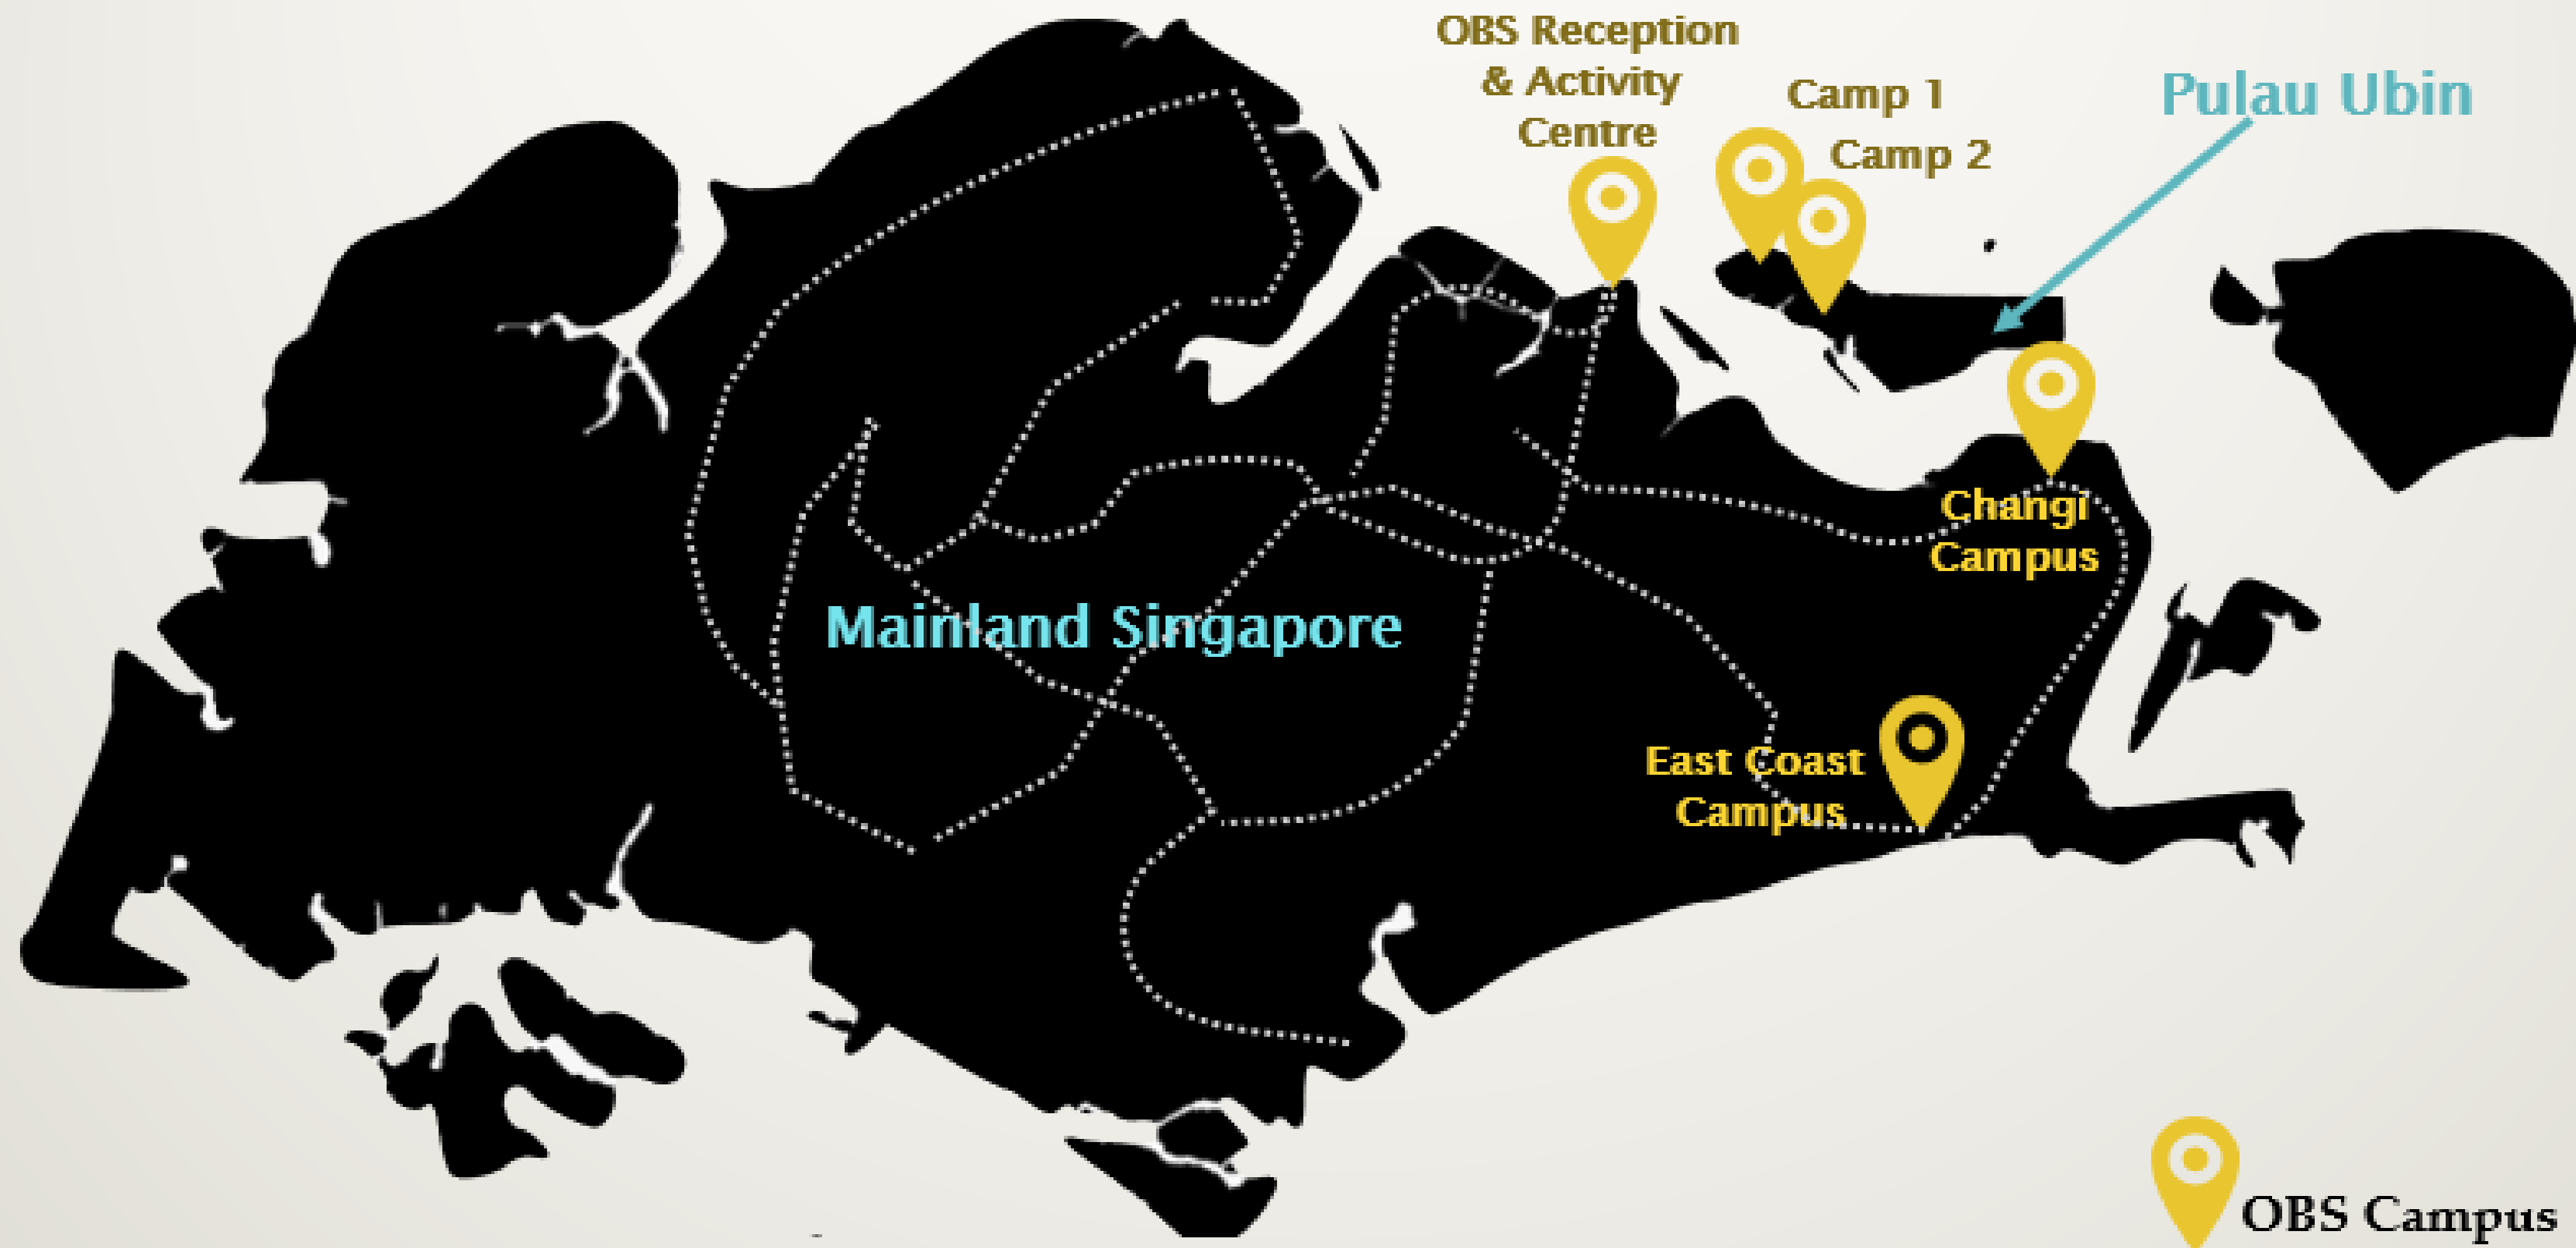 OBS Reception
& Activity
Centre
Camp 1
Camp 2
Pulau Ubin
Changi
Campus
Mainland Singapore
East Coast
Campus
OBS Campus